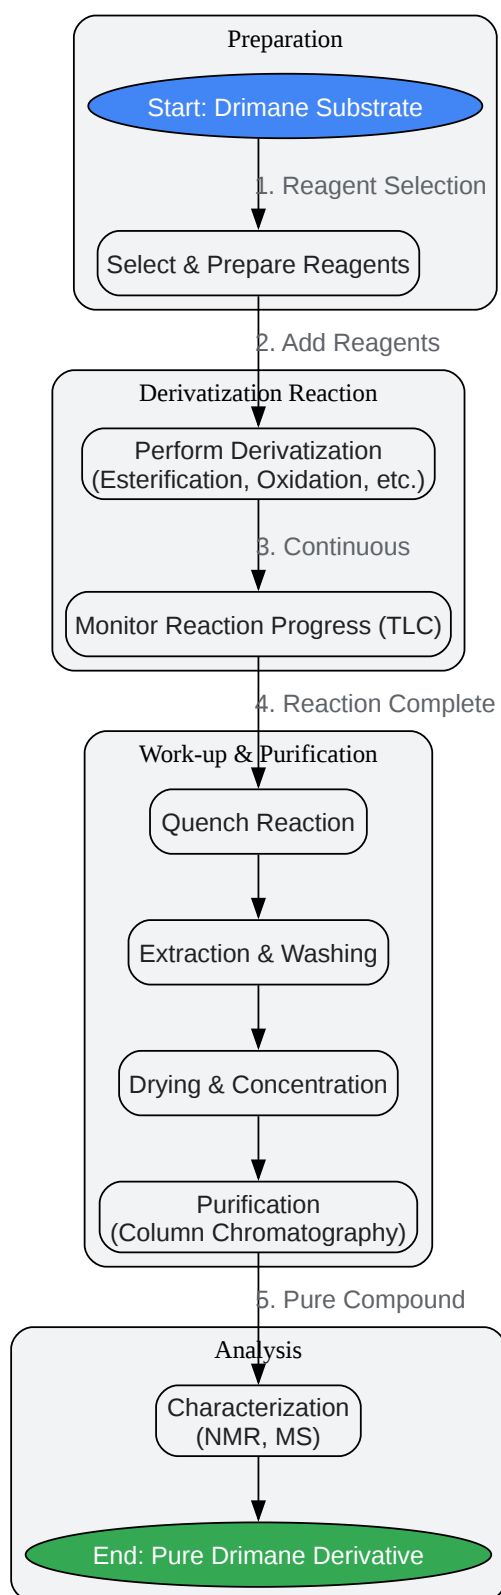 Preparation
Start: Drimane Substrate
1. Reagent Selection
Select & Prepare Reagents
2. Add Reagents
Derivatization Reaction
Perform Derivatization
(Esterification, Oxidation, etc.)
3. Continuous
Monitor Reaction Progress (TLC)
4. Reaction Complete
Work-up & Purification
Quench Reaction
Extraction & Washing
Drying & Concentration
Purification
(Column Chromatography)
5. Pure Compound
Analysis
Characterization
(NMR, MS)
End: Pure Drimane Derivative